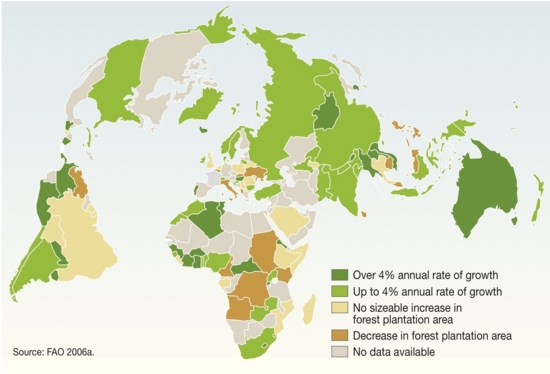 Over 4% annual rate of growth
Up to 4% annual rate of growth
No sizeable increase in
forest plantation area
Decrease in forest plantation area
No data available
Source: FAO 2006a.